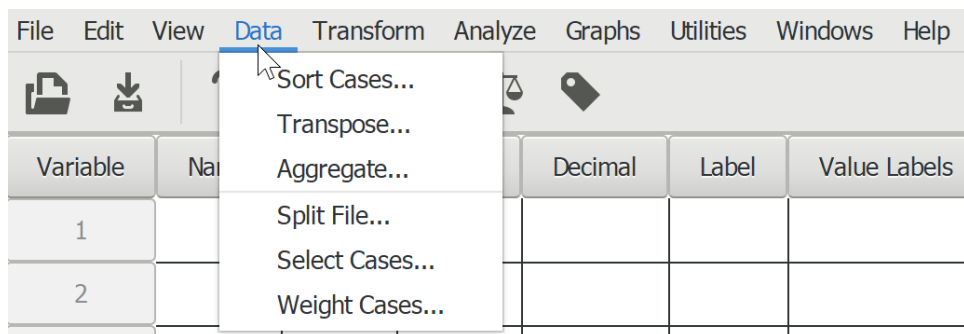 File Edit View Data Transform Analyze Graphs Utilities Windows Help
Sort Cases...
Transpose...
Aggregate...
Variable Decimal Label Value Labels
Split File...
1
Select Cases...
2
Weight Cases...